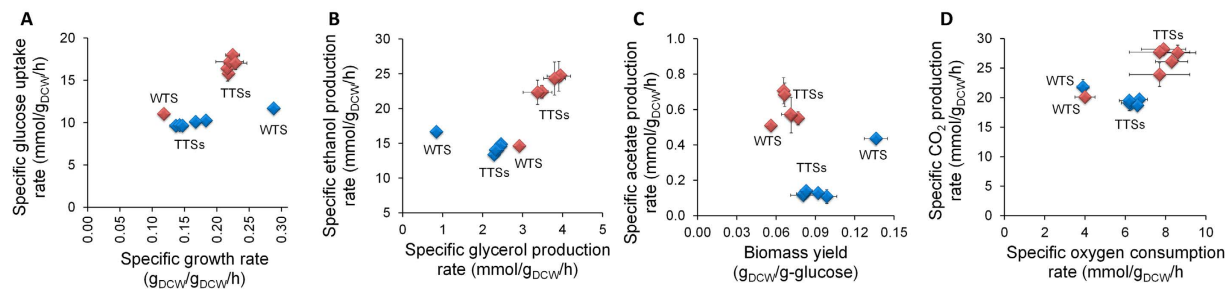 A
Specific glucose uptake
rate (mmol/gDCW/h)
20
15
10
5
0
WTS
TTSs
TTSs
WTS
0.00
0.05
0.10
0.15
0.20
0.25
0.30
Specific growth rate
(gDCW/gDCW/h)
B
Specific ethanol production
rate (mmol/gDCW/h)
30
25
20
15
10
5
TTSs
WTS
WTS
TTSs
0 1 2 3 4 5
Specific glycerol production
rate (mmol/gDCW/h)
C
Specific acetate production
rate (mmol/gDCW/h)
1.0
0.8
0.6
0.4
0.2
0.0
TTSs
WTS
WTS
TTSs
0.00 0.03 0.06 0.09 0.12 0.15
Biomass yield
(gDCW/g-glucose)
D
Specific CO2 production
rate (mmol/gDCW/h)
30
25
20
15
10
5
0
TTSs
WTS
WTS
TTSs
0 2 4 6 8 10
Specific oxygen consumption
rate (mmol/gDCW/h